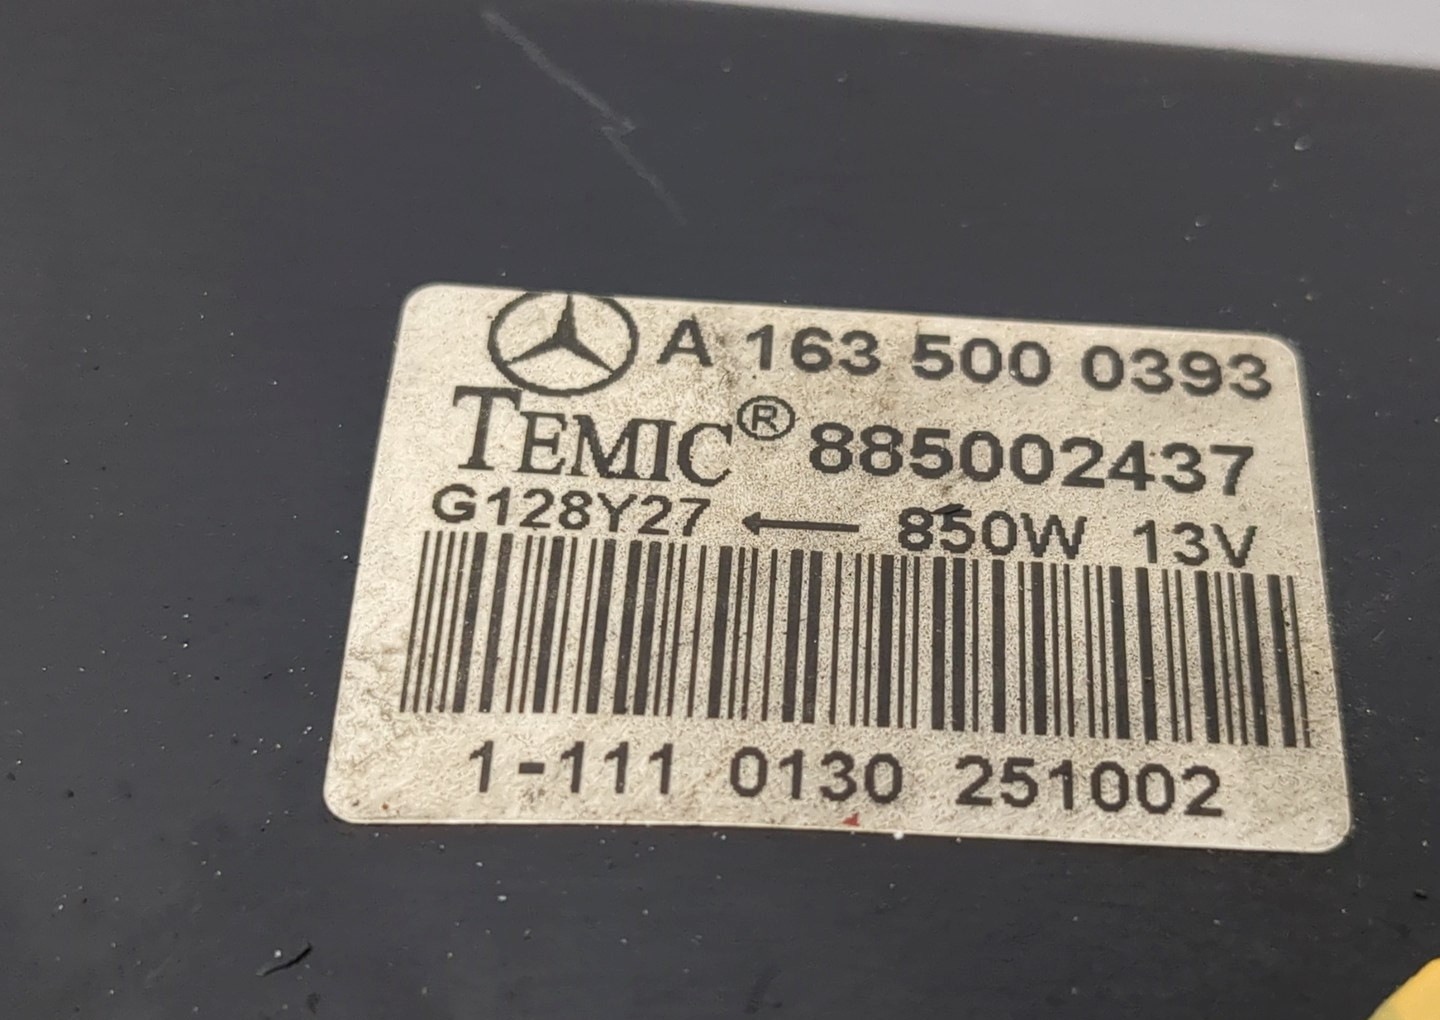 A 163 500 0393
TEMIC® 885002437
G128Y27 ← 850W 13V
1-111 0130 251002